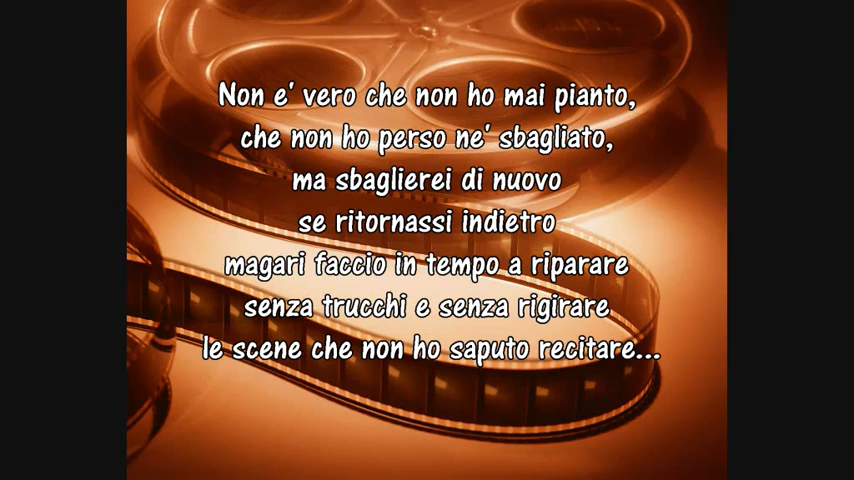 Non e' vero che non ho mai pianto,
che non ho perso ne' sbagliato,
ma sbaglierei di nuovo
se ritornassi indietro
magari faccio in tempo a riparare
senza trucchi e senza rigirare
le scene che non ho saputo recitare...